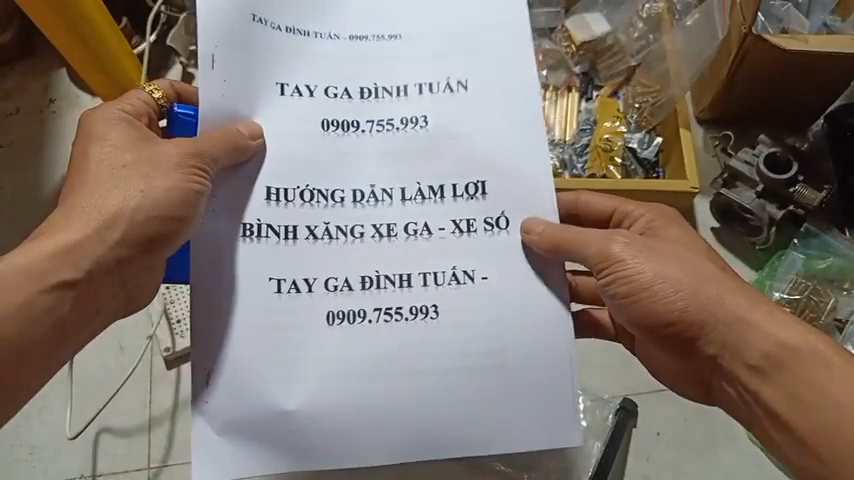 TAY GA ĐÌNH TUẤN - 0909.755.993
TAY GA ĐÌNH TUẤN
0909.755.993
HƯỚNG DẪN LÀM LỢI
BÌNH XĂNG XE GA - XE SỐ
TAY GA ĐÌNH TUẤN -
0909.755.993